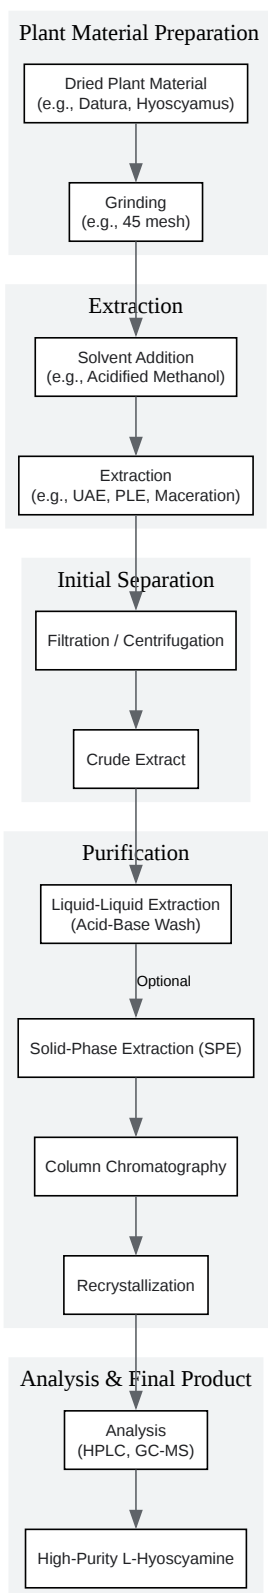 Plant Material Preparation
Dried Plant Material
(e.g., Datura, Hyoscyamus)
Grinding
(e.g., 45 mesh)
Extraction
Solvent Addition
(e.g., Acidified Methanol)
Extraction
(e.g., UAE, PLE, Maceration)
Initial Separation
Filtration / Centrifugation
Crude Extract
Purification
Liquid-Liquid Extraction
(Acid-Base Wash)
Optional
Solid-Phase Extraction (SPE)
Column Chromatography
Recrystallization
Analysis & Final Product
Analysis
(HPLC, GC-MS)
High-Purity L-Hyoscyamine